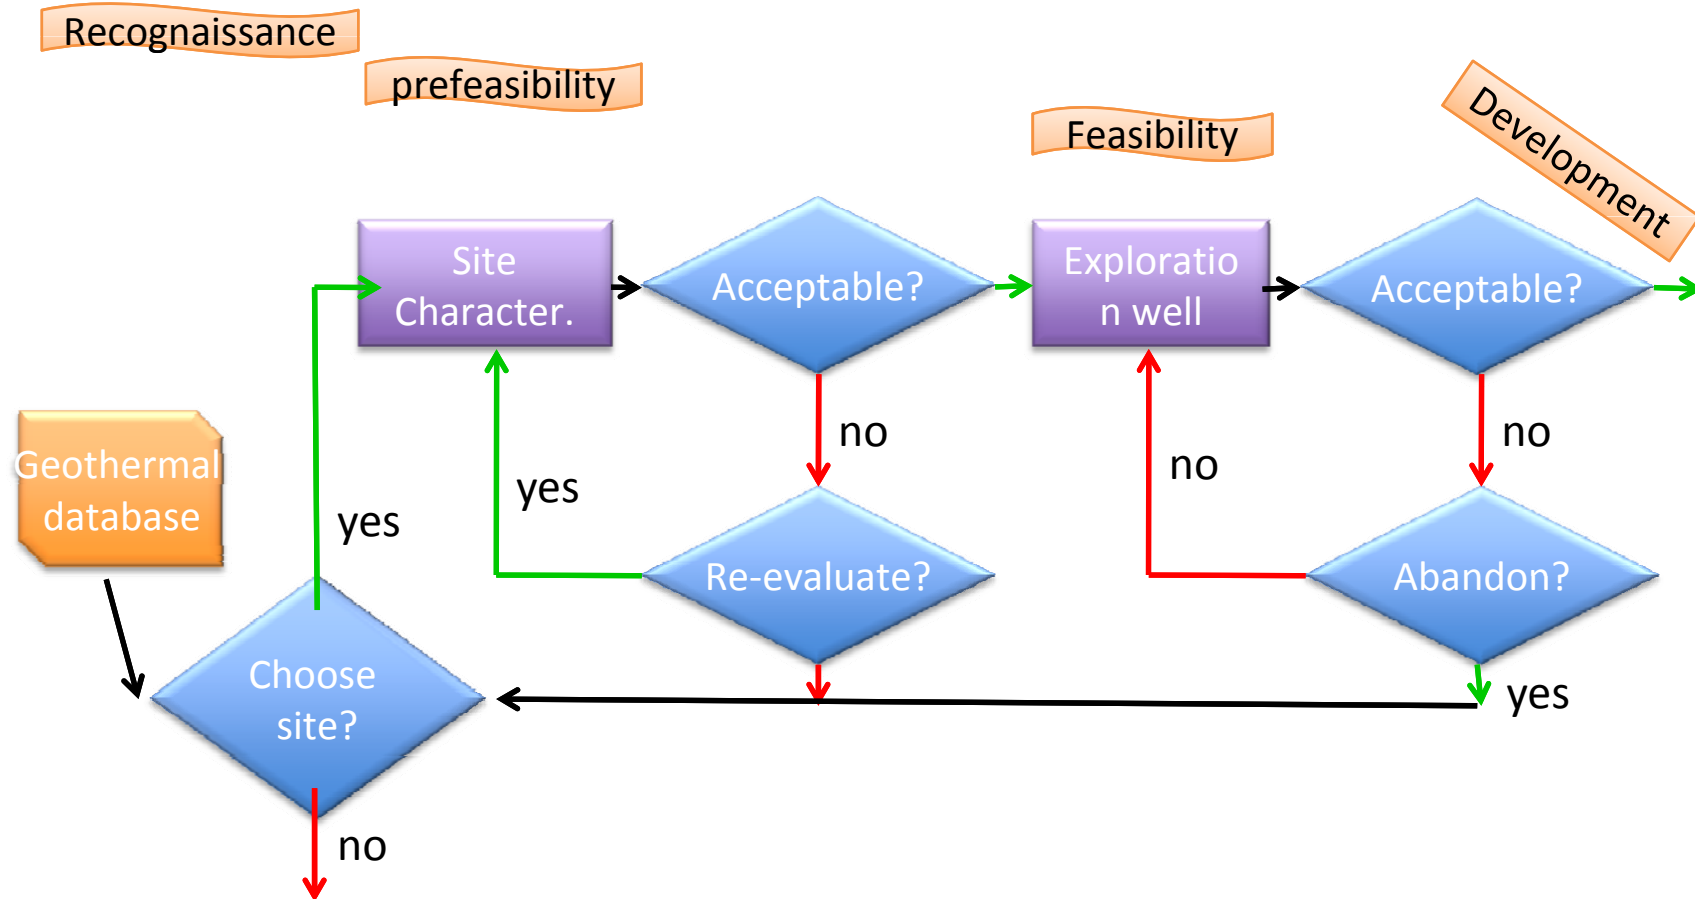 Recognaissance
prefeasibility
Feasibility
Development
Site
Character.
Acceptable?
Exploratio
n well
Acceptable?
no
no
yes
no
Geothermal
database
yes
Re-evaluate?
Abandon?
Choose
site?
yes
no